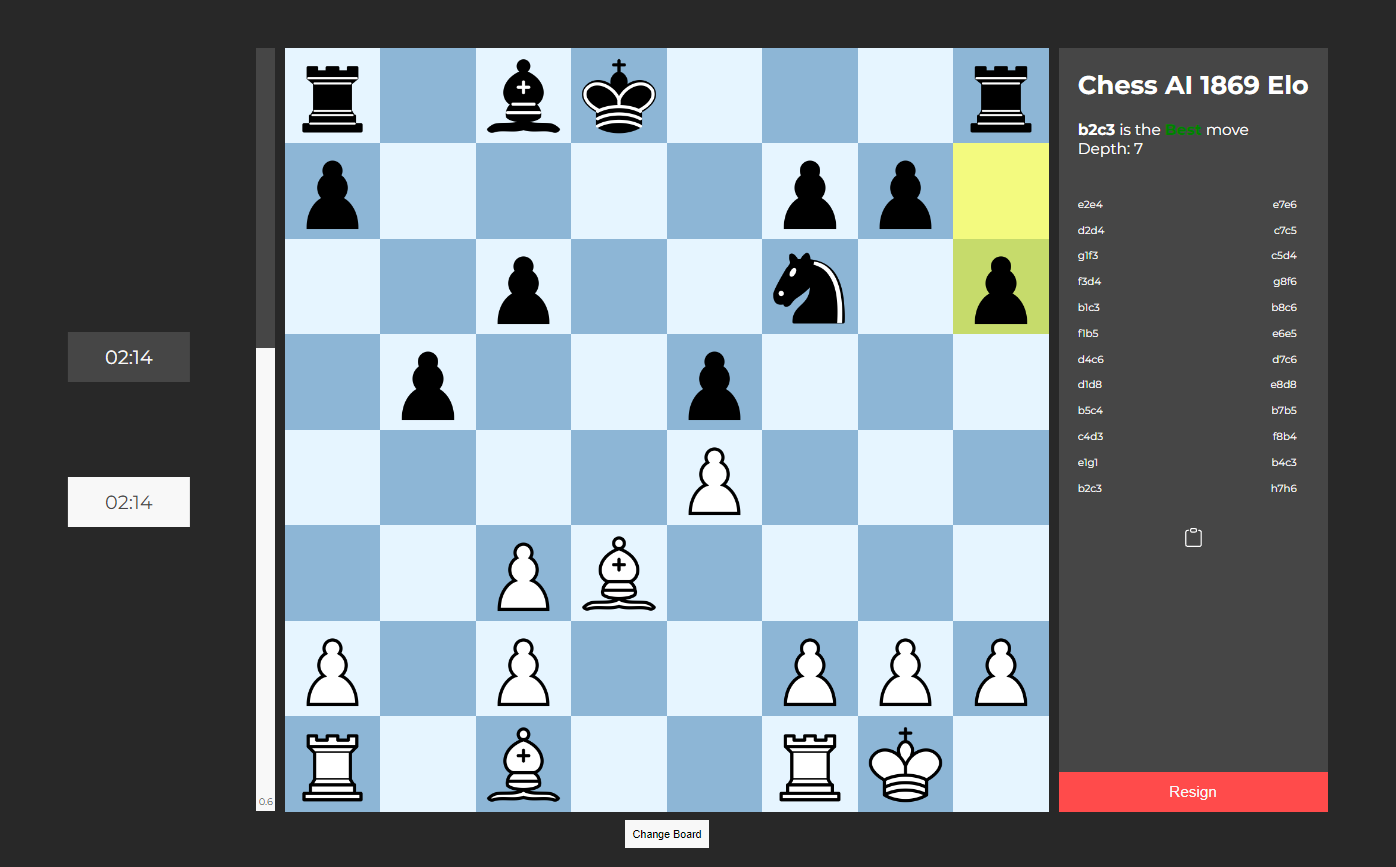 02:14
02:14
0.6
Change Board
Chess AI 1869 Elo
b2c3 is the Best move
Depth: 7
e2e4 e7e6
d2d4 c7c5
g1f3 c5d4
f3d4 g8f6
b1c3 b8c6
f1b5 e6e5
d4c6 d7c6
d1d8 e8d8
b5c4 b7b5
c4d3 f8b4
e1g1 b4c3
b2c3 h7h6
Resign